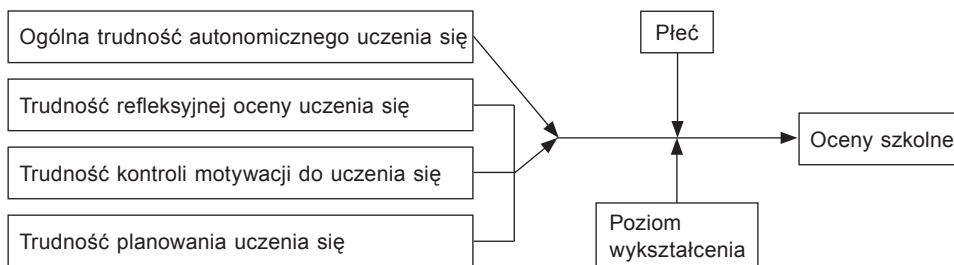 Ogólna trudność autonomicznego uczenia się
Trudność refleksyjnej oceny uczenia się
Trudność kontroli motywacji do uczenia się
Trudność planowania uczenia się
Płeć
Poziom
wykształcenia
Oceny szkolne